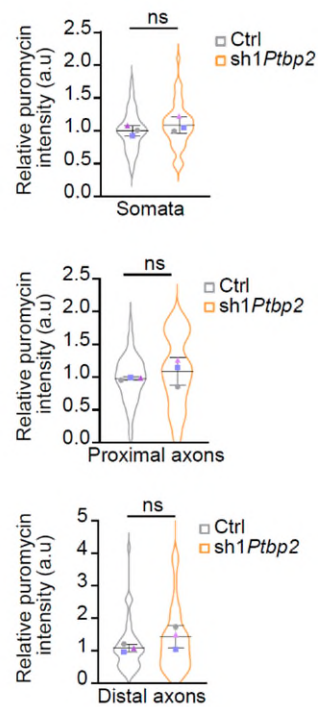 ns
Ctrl
sh1Ptbp2
Relative puromycin
intensity (a.u)
2.5
2.0
1.5
1.0
0.5
0.0
Somata
ns
Ctrl
sh1Ptbp2
Relative puromycin
intensity (a.u)
2.5
2.0
1.5
1.0
0.5
0.0
Proximal axons
ns
Ctrl
sh1Ptbp2
Relative puromycin
intensity (a.u)
5
4
3
2
1
0
Distal axons